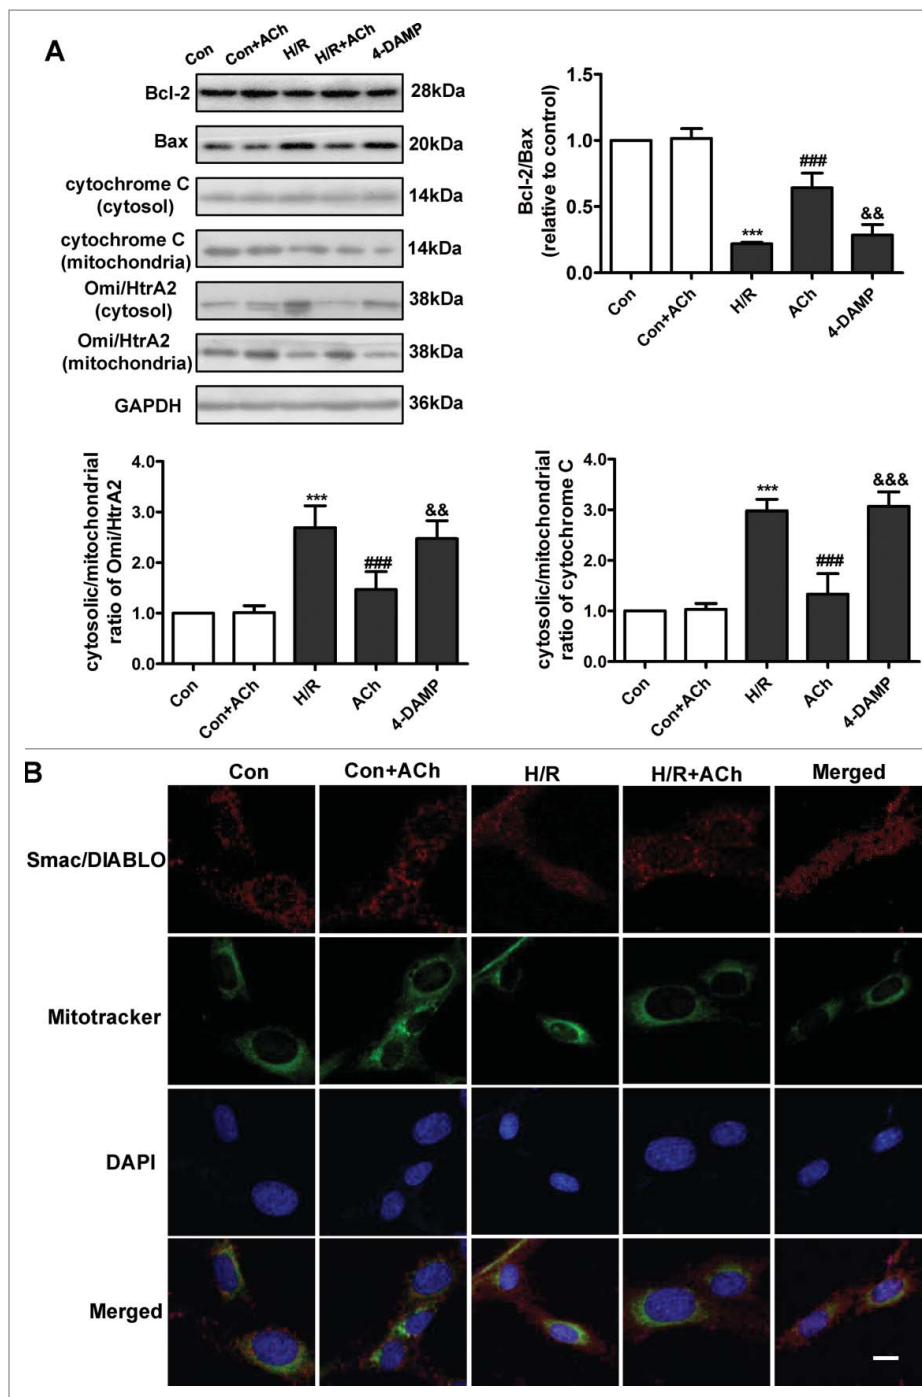 A
Con Con+ACh H/R H/R+ACh 4-DAMP
Bcl-2 28kDa
Bax 20kDa
cytochrome C
(cytosol) 14kDa
cytochrome C
(mitochondria) 14kDa
Omi/HtrA2
(cytosol) 38kDa
Omi/HtrA2
(mitochondria) 38kDa
GAPDH 36kDa
Bcl-2/Bax
(relative to control)
1.5
1.0
0.5
0.0
***
###
&&
Con Con+ACh H/R ACh 4-DAMP
cytosolic/mitochondrial
ratio of Omi/HtrA2
4.0
3.0
2.0
1.0
0.0
***
###
&&
Con Con+ACh H/R ACh 4-DAMP
cytosolic/mitochondrial
ratio of cytochrome C
4.0
3.0
2.0
1.0
0.0
***
###
&&&
Con Con+ACh H/R ACh 4-DAMP
B
Con Con+ACh H/R H/R+ACh Merged
Smac/DIABLO
Mitotracker
DAPI
Merged